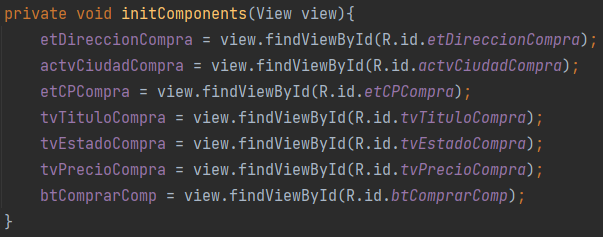 private void initComponents(View view){
etDireccionCompra = view.findViewById(R.id.etDireccionCompra);
actvCiudadCompra = view.findViewById(R.id.actvCiudadCompra);
etCPCompra = view.findViewById(R.id.etCPCompra);
tvTituloCompra = view.findViewById(R.id.tvTituloCompra);
tvEstadoCompra = view.findViewById(R.id.tvEstadoCompra);
tvPrecioCompra = view.findViewById(R.id.tvPrecioCompra);
btComprarComp = view.findViewById(R.id.btComprarComp);
}